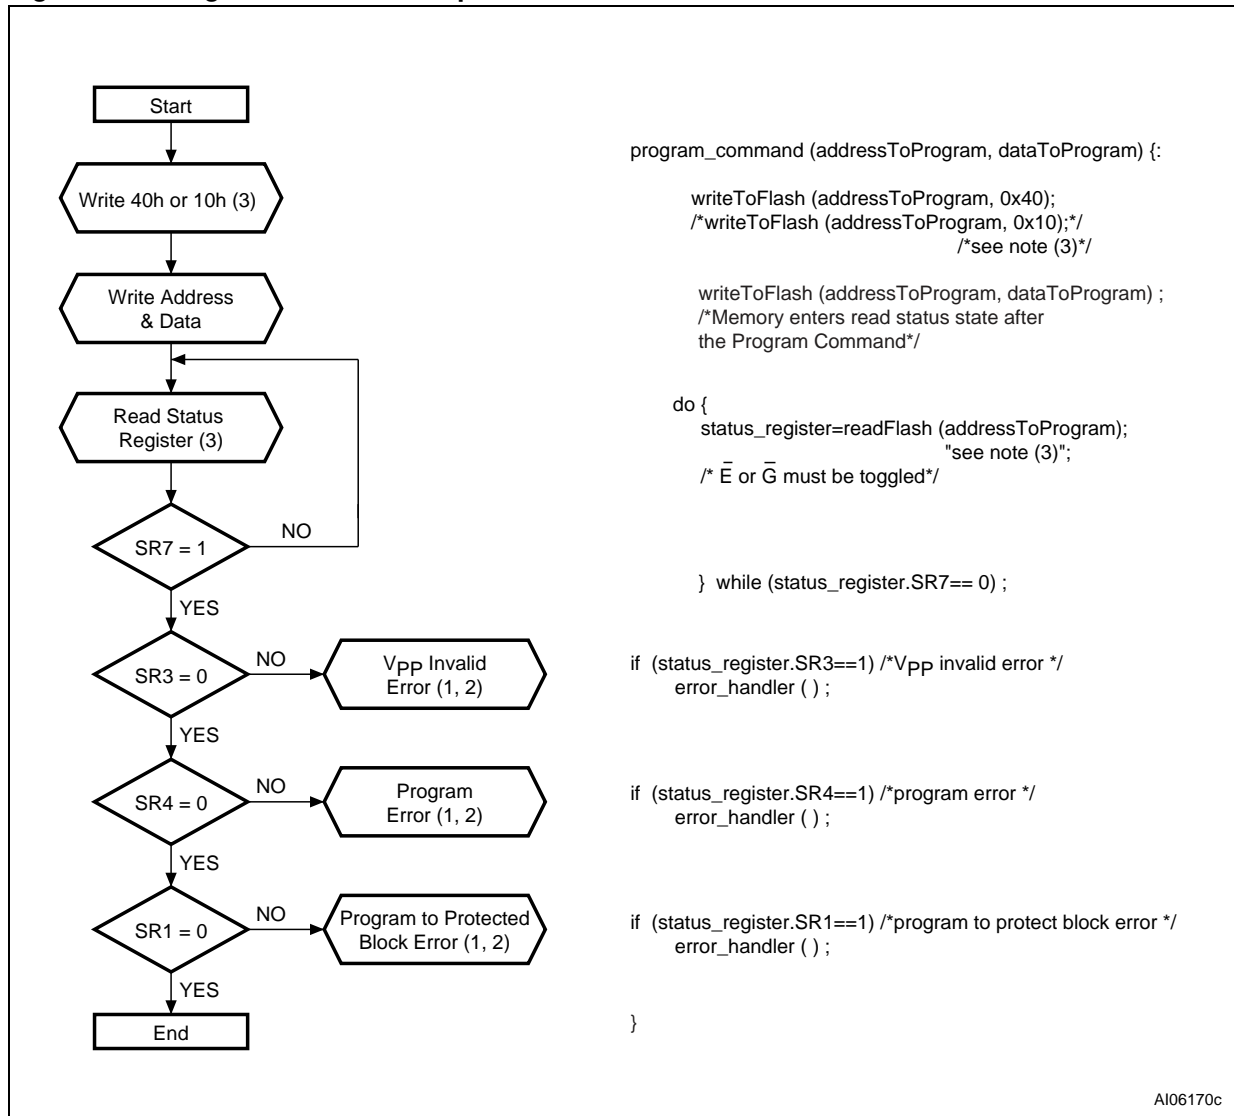 Start
Write 40h or 10h (3)
Write Address
& Data
Read Status
Register (3)
SR7 = 1
NO
YES
SR3 = 0
NO
VPP Invalid
Error (1, 2)
YES
SR4 = 0
NO
Program
Error (1, 2)
YES
SR1 = 0
NO
Program to Protected
Block Error (1, 2)
YES
End
program_command (addressToProgram, dataToProgram) {:
writeToFlash (addressToProgram, 0x40);
/*writeToFlash (addressToProgram, 0x10);*/
/*see note (3)*/
writeToFlash (addressToProgram, dataToProgram) ;
/*Memory enters read status state after
the Program Command*/
do {
status_register=readFlash (addressToProgram);
"see note (3)";
/* E̅ or G̅ must be toggled*/
} while (status_register.SR7== 0) ;
if (status_register.SR3==1) /*VPP invalid error */
error_handler ( ) ;
if (status_register.SR4==1) /*program error */
error_handler ( ) ;
if (status_register.SR1==1) /*program to protect block error */
error_handler ( ) ;
}
AI06170c